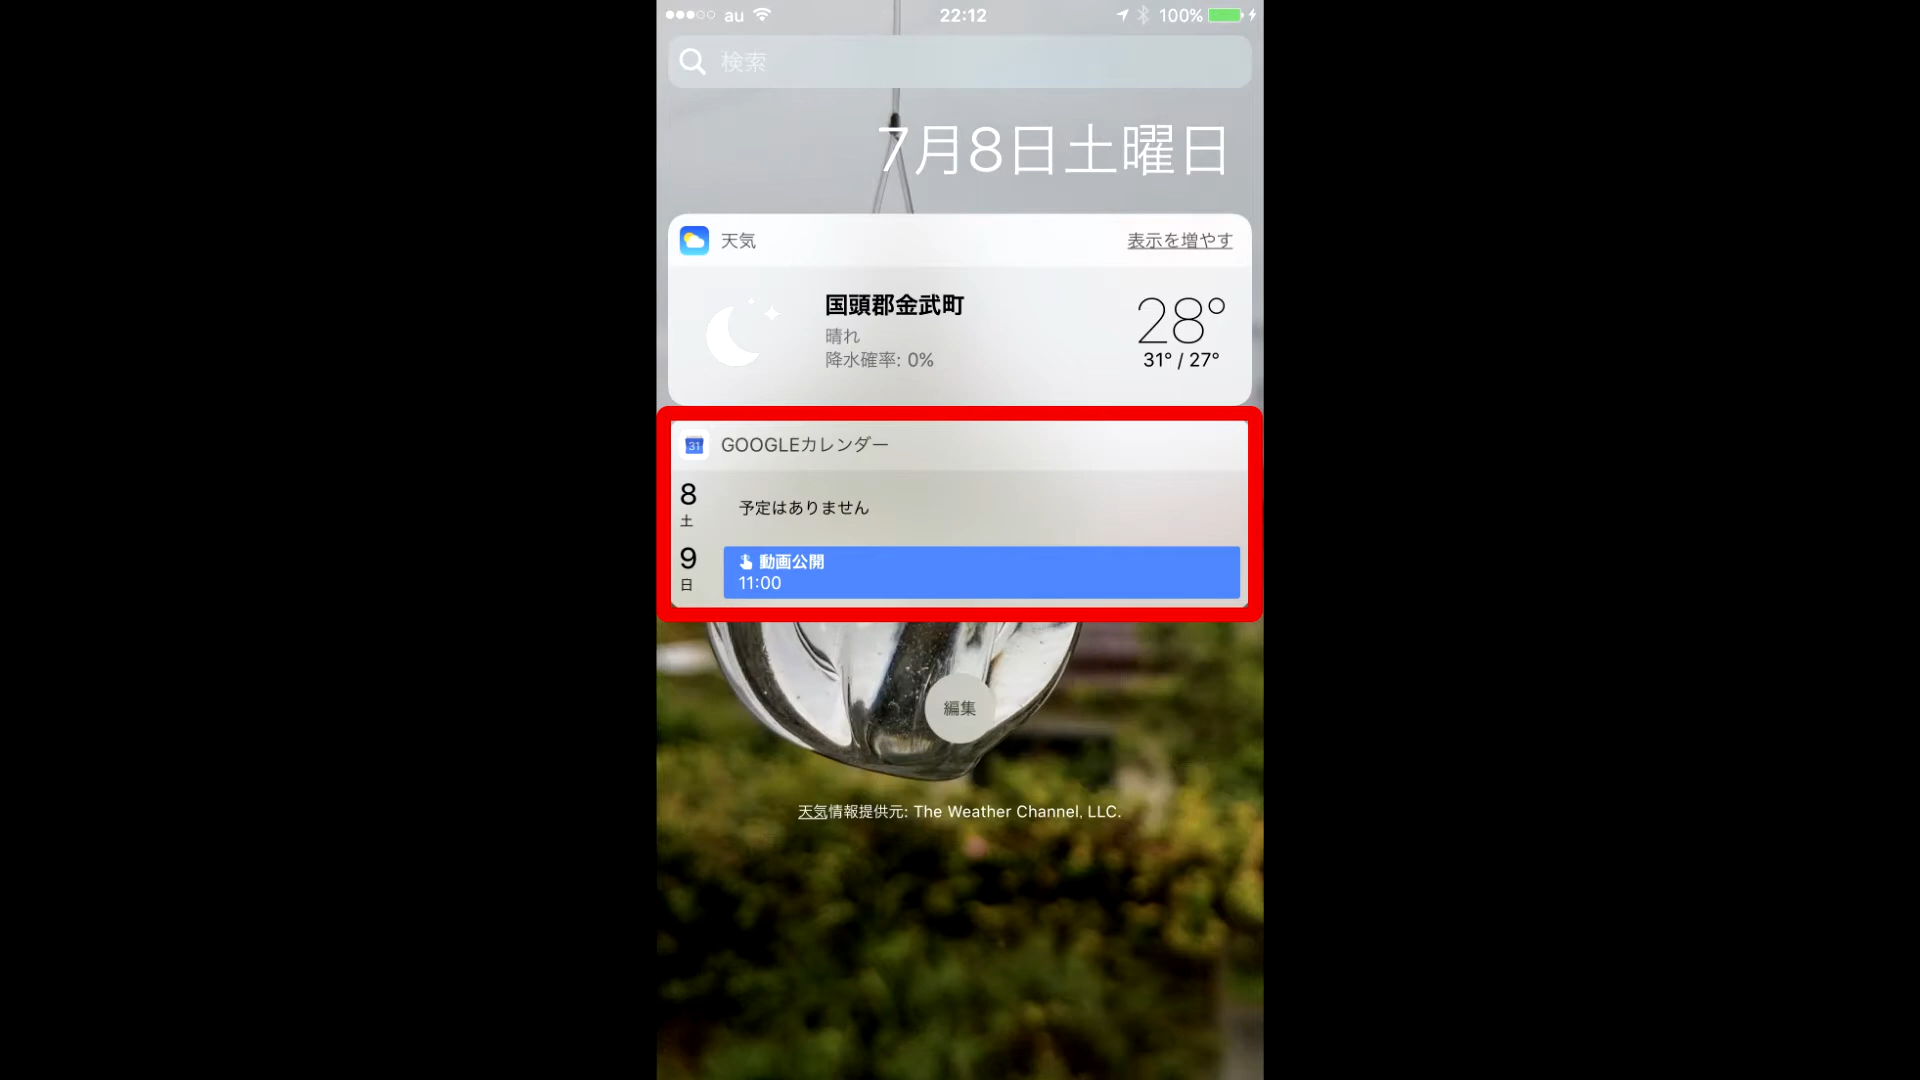 au 22:12 100%
検索
7月8日土曜日
天気 表示を増やす
国頭郡金武町
晴れ
降水確率: 0%
28°
31° / 27°
31 GOOGLEカレンダー
8
土
予定はありません
9
日
動画公開
11:00
編集
天気情報提供元: The Weather Channel, LLC.